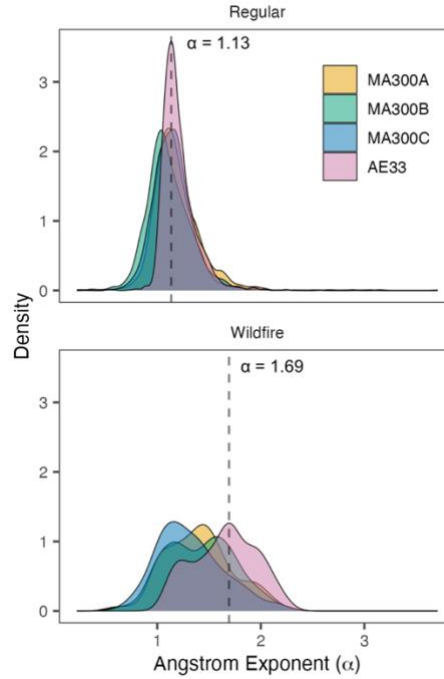 Regular
α = 1.13
MA300A
MA300B
MA300C
AE33
3
2
1
0
Density
Wildfire
α = 1.69
3
2
1
0
1 2 3
Angstrom Exponent (α)